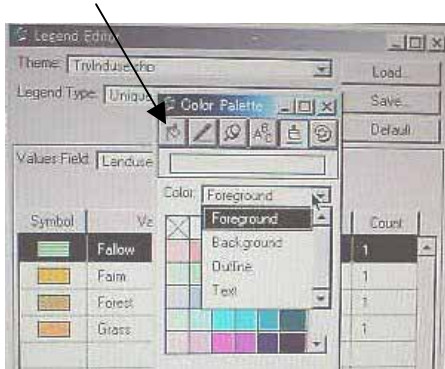 Legend Editor
Theme: Trylnduse.shp
Load...
Legend Type: Unique
Color Palette
Save...
Default
Values Field: Landuse
Color: Foreground
Symbol
Count
Foreground
Background
Outline
Text
Fallow 1
Farm 1
Forest 1
Grass 1